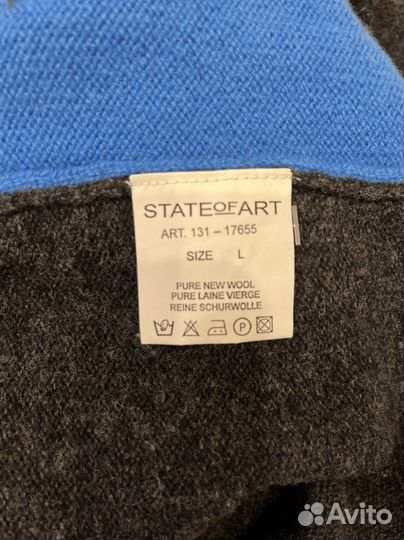 STATEOFART
ART. 131 – 17655
SIZE L
PURE NEW WOOL
PURE LAINE VIERGE
REINE SCHURWOLLE
P
Avito